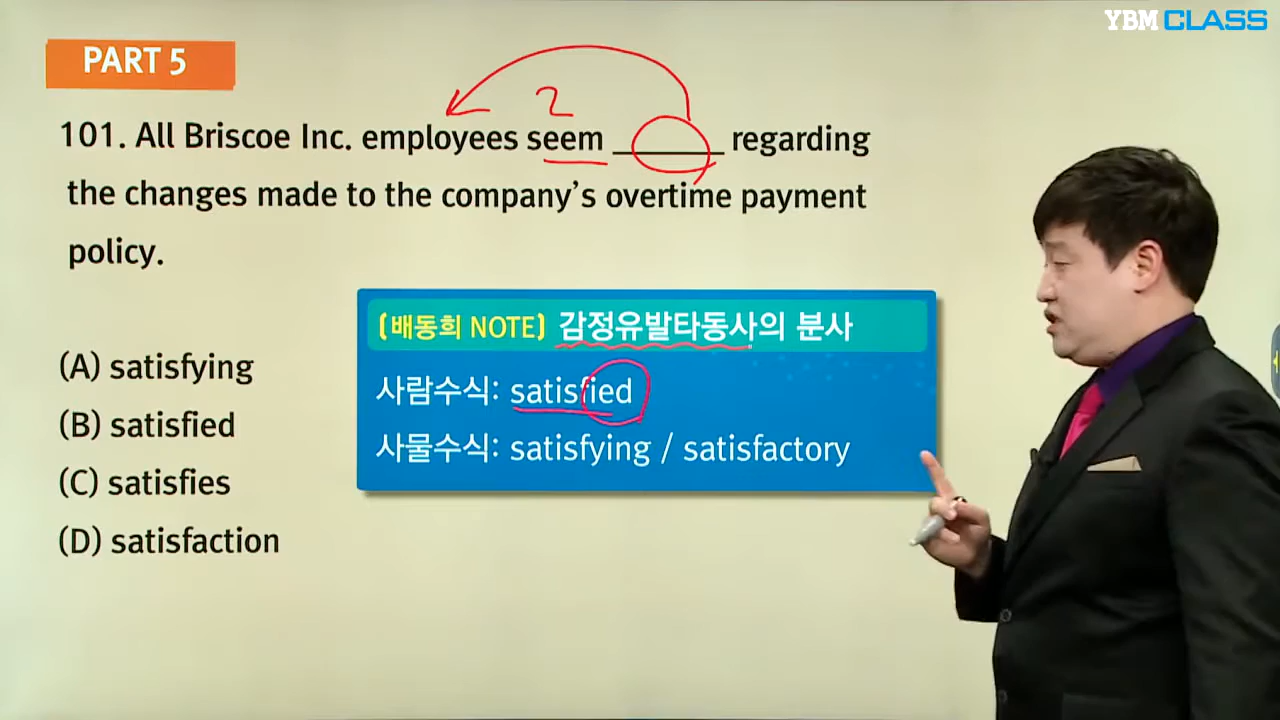 YBM CLASS
PART 5
2
101. All Briscoe Inc. employees seem ________ regarding
the changes made to the company's overtime payment
policy.
(배동희 NOTE) 감정유발타동사의 분사
사람수식: satisfied
사물수식: satisfying / satisfactory
(A) satisfying
(B) satisfied
(C) satisfies
(D) satisfaction